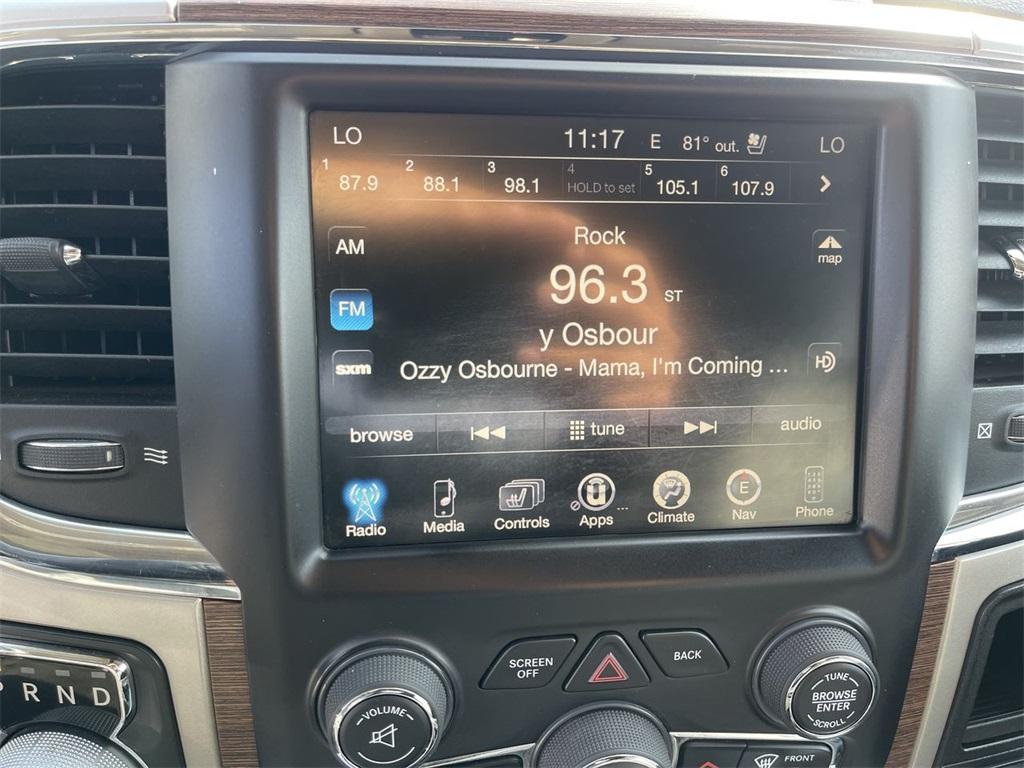 LO 11:17 E 81° out. LO
1 87.9 2 88.1 3 98.1 4 HOLD to set 5 105.1 6 107.9
Rock
AM
96.3 ST
map
FM
y Osbour
sxm
Ozzy Osbourne - Mama, I'm Coming ...
HD
browse tune audio
Radio Media Controls Apps ... Climate E Nav Phone
SCREEN
OFF
BACK
PRND
VOLUME
TUNE
BROWSE
ENTER
SCROLL
FRONT